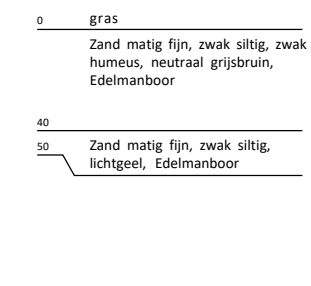 0 gras
Zand matig fijn, zwak siltig, zwak
humeus, neutraal grijsbruin,
Edelmanboor
40
50 Zand matig fijn, zwak siltig,
lichtgeel, Edelmanboor